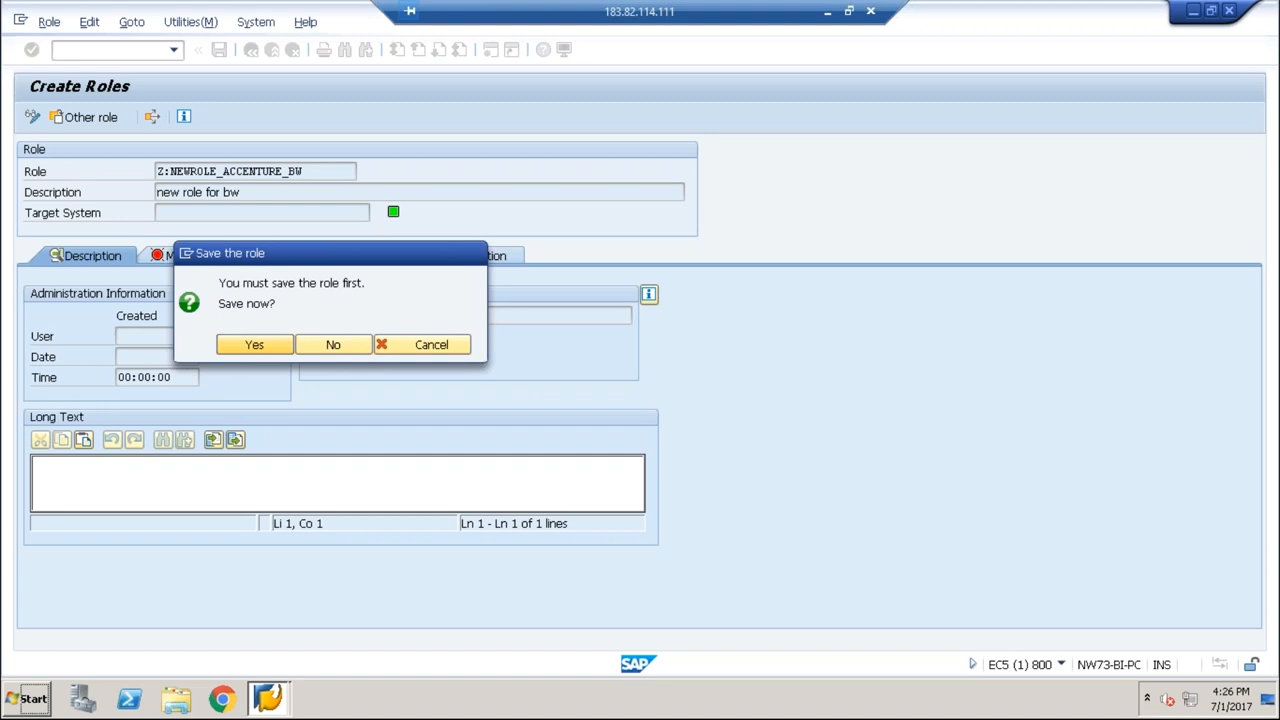 183.82.114.111
Role Edit Goto Utilities(M) System Help
Create Roles
Other role
Role
Role Z:NEWROLE_ACCENTURE_BW
Description new role for bw
Target System
Description
Save the role
You must save the role first.
Save now?
Yes No Cancel
Administration Information
Created
User
Date
Time 00:00:00
Long Text
Li 1, Co 1 Ln 1 - Ln 1 of 1 lines
SAP
EC5 (1) 800 NW73-BI-PC INS
Start
4:26 PM
7/1/2017